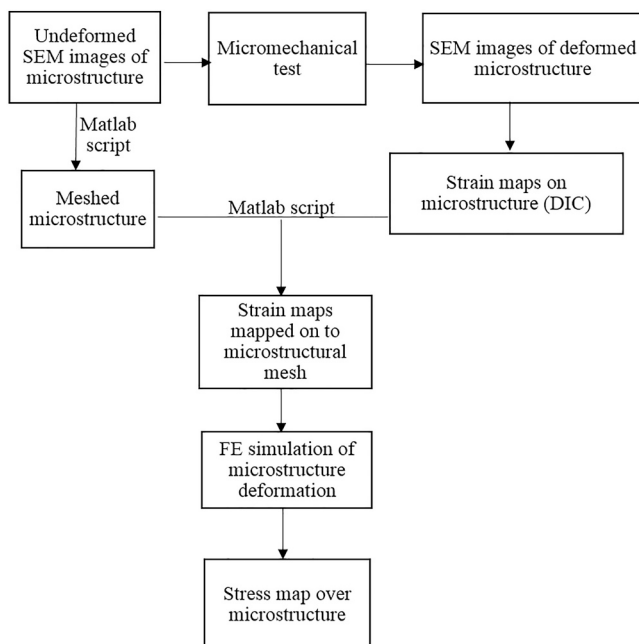 Undeformed
SEM images of
microstructure
Micromechanical
test
SEM images of deformed
microstructure
Matlab
script
Meshed
microstructure
Matlab script
Strain maps on
microstructure (DIC)
Strain maps
mapped on to
microstructural
mesh
FE simulation of
microstructure
deformation
Stress map over
microstructure